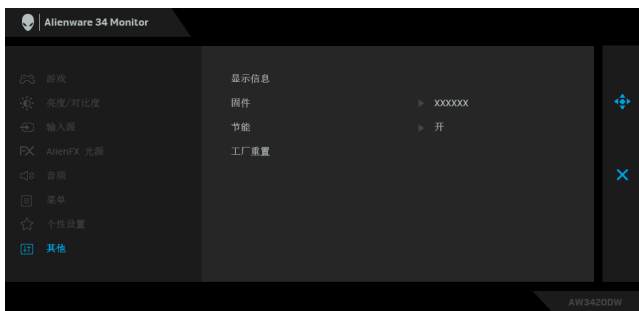 Alienware 34 Monitor
游戏
亮度/对比度
输入源
FX AlienFX 光源
音频
菜单
个性设置
其他
显示信息
固件 XXXXXX
节能 开
工厂重置
AW3420DW